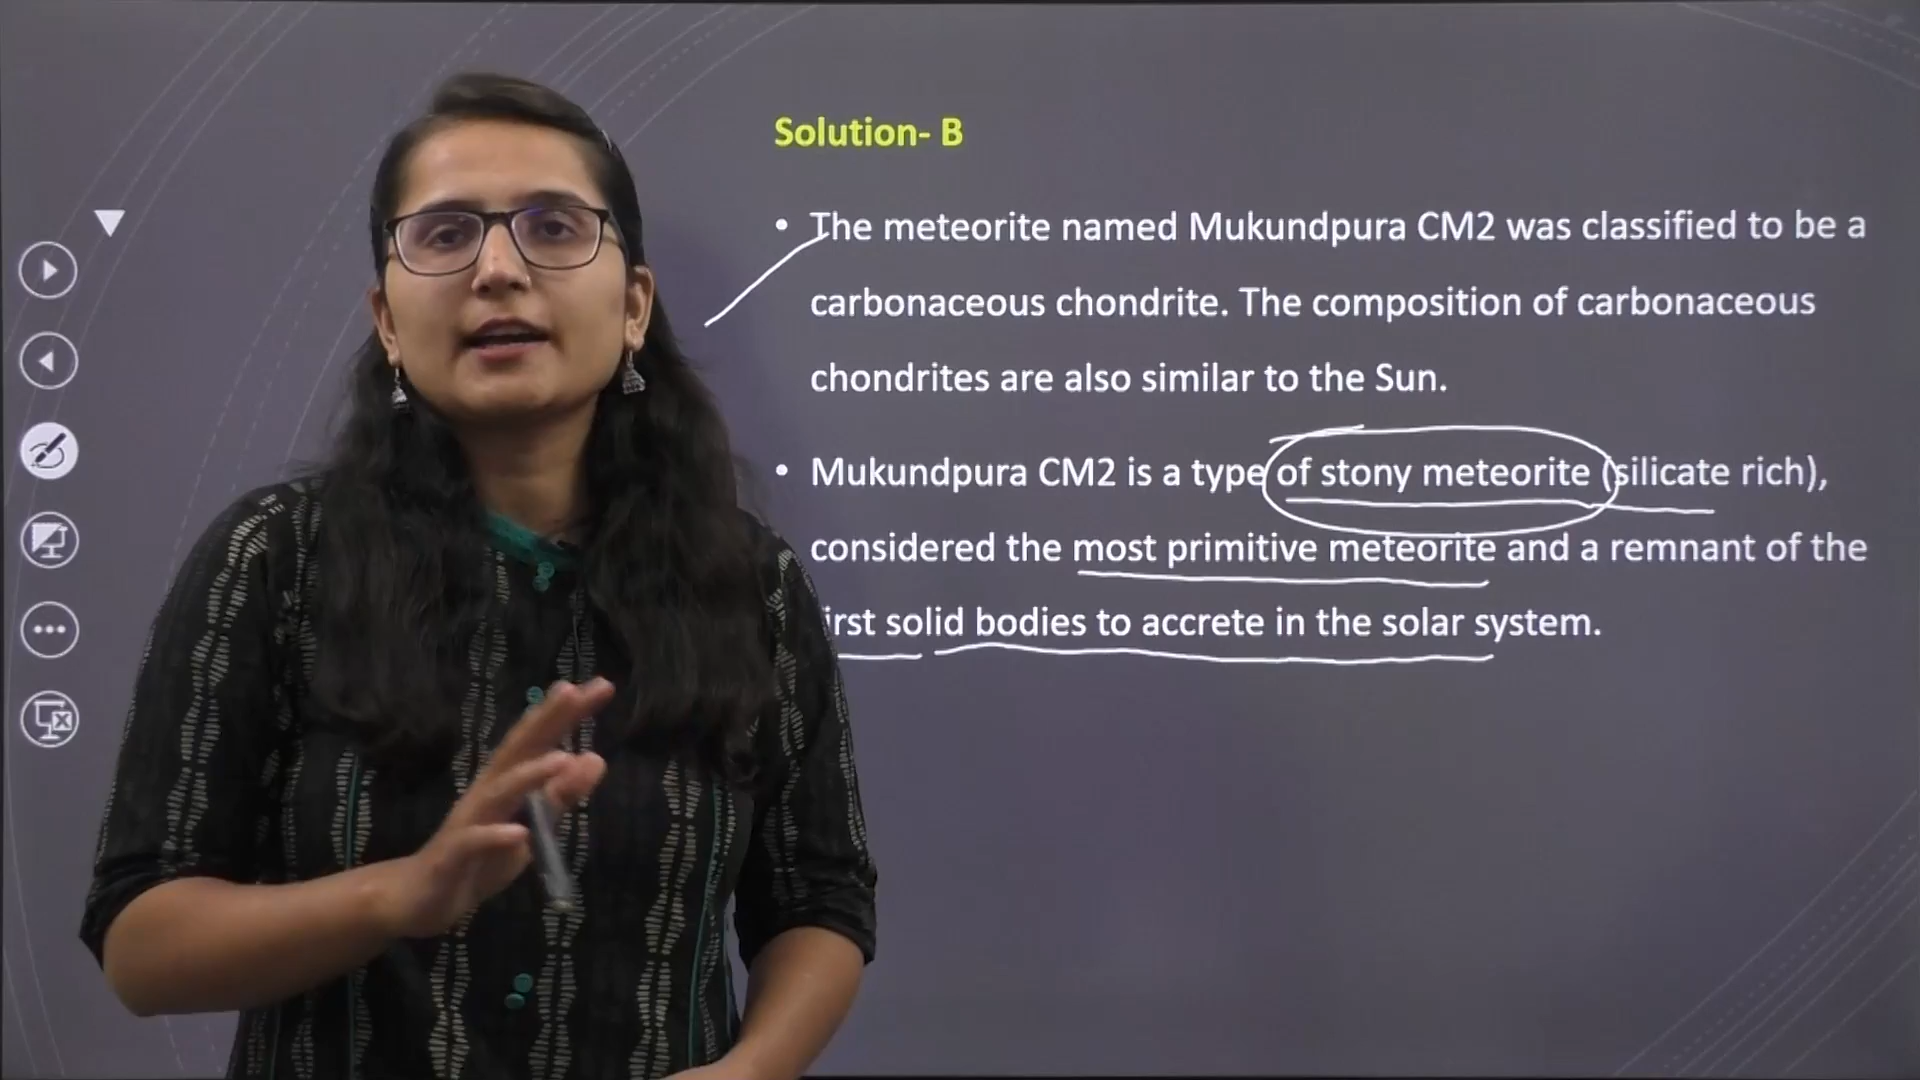 Solution- B
• The meteorite named Mukundpura CM2 was classified to be a
carbonaceous chondrite. The composition of carbonaceous
chondrites are also similar to the Sun.
• Mukundpura CM2 is a type of stony meteorite (silicate rich),
considered the most primitive meteorite and a remnant of the
irst solid bodies to accrete in the solar system.